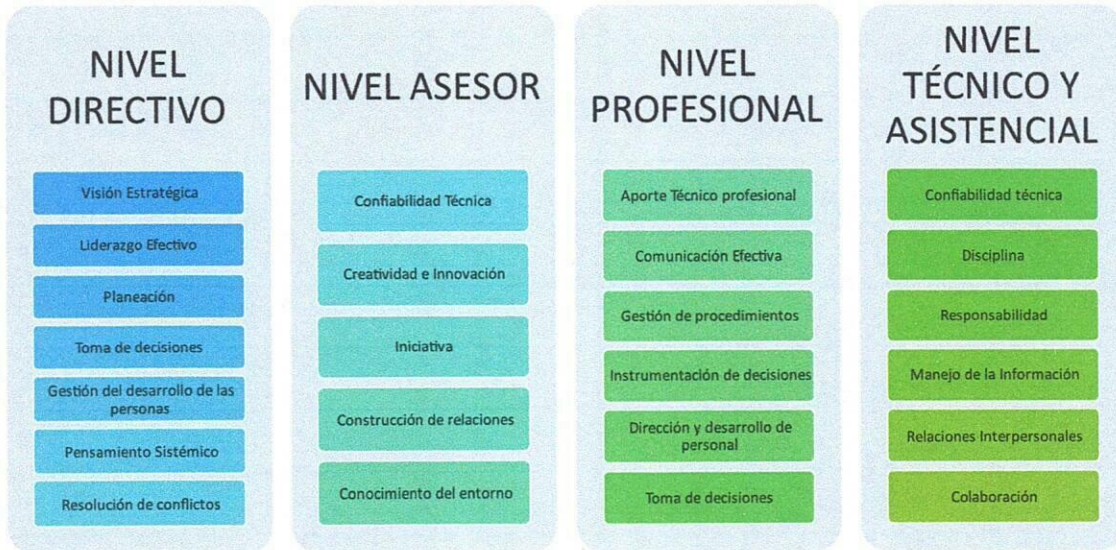 NIVEL
DIRECTIVO
Visión Estratégica
Liderazgo Efectivo
Planeación
Toma de decisiones
Gestión del desarrollo de las
personas
Pensamiento Sistémico
Resolución de conflictos
NIVEL ASESOR
Confiabilidad Técnica
Creatividad e Innovación
Iniciativa
Construcción de relaciones
Conocimiento del entorno
NIVEL
PROFESIONAL
Aporte Técnico profesional
Comunicación Efectiva
Gestión de procedimientos
Instrumentación de decisiones
Dirección y desarrollo de
personal
Toma de decisiones
NIVEL
TÉCNICO Y
ASISTENCIAL
Confiabilidad técnica
Disciplina
Responsabilidad
Manejo de la Información
Relaciones Interpersonales
Colaboración